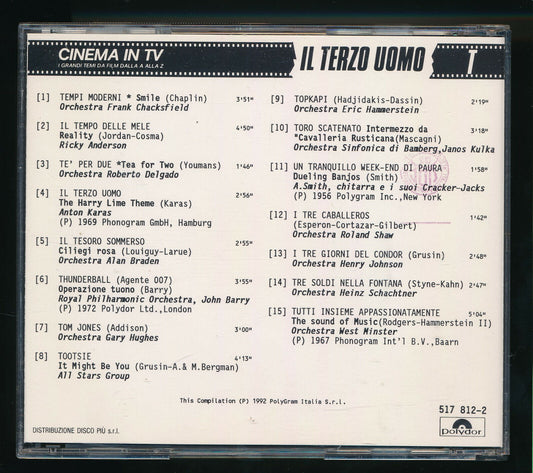 CINEMA IN TV
I GRANDI TEMI DA FILM DALLA A ALLA Z
IL TERZO UOMO
T
[1] TEMPI MODERNI * Smile (Chaplin) 3'51"
Orchestra Frank Chacksfield
[2] IL TEMPO DELLE MELE 4'50"
Reality (Jordan-Cosma)
Ricky Anderson
[3] TE' PER DUE *Tea for Two (Youmans) 1'46"
Orchestra Roberto Delgado
[4] IL TERZO UOMO 2'56"
The Harry Lime Theme (Karas)
Anton Karas
(P) 1969 Phonogram GmbH, Hamburg
[5] IL TESORO SOMMERSO 2'55"
Ciliegi rosa (Louiguy-Larue)
Orchestra Alan Braden
[6] THUNDERBALL (Agente 007) 3'55"
Operazione tuono (Barry)
Royal Philharmonic Orchestra, John Barry
(P) 1972 Polydor Ltd.,London
[7] TOM JONES (Addison) 3'00"
Orchestra Gary Hughes
[8] TOOTSIE 4'13"
It Might Be You (Grusin-A.& M.Bergman)
All Stars Group
[9] TOPKAPI (Hadjidakis-Dassin) 2'19"
Orchestra Eric Hammerstein
[10] TORO SCATENATO Intermezzo da 3'18"
"Cavalleria Rusticana(Mascagni)
Orchestra Sinfonica di Bamberg,Janos Kulka
[11] UN TRANQUILLO WEEK-END DI PAURA 1'58"
Dueling Banjos (Smith)
A.Smith, chitarra e i suoi Cracker-Jacks
(P) 1956 Polygram Inc.,New York
[12] I TRE CABALLEROS 1'42"
(Esperon-Cortazar-Gilbert)
Orchestra Roland Shaw
[13] I TRE GIORNI DEL CONDOR (Grusin) 2'48"
Orchestra Henry Johnson
[14] TRE SOLDI NELLA FONTANA (Styne-Kahn) 2'47"
Orchestra Heinz Schachtner
[15] TUTTI INSIEME APPASSIONATAMENTE 5'04"
The sound of Music(Rodgers-Hammerstein II)
Orchestra West Minster
(P) 1967 Phonogram Int'l B.V.,Baarn
This Compilation (P) 1992 PolyGram Italia S.r.l.
517 812-2
DISTRIBUZIONE DISCO PIÙ s.r.l.
polydor